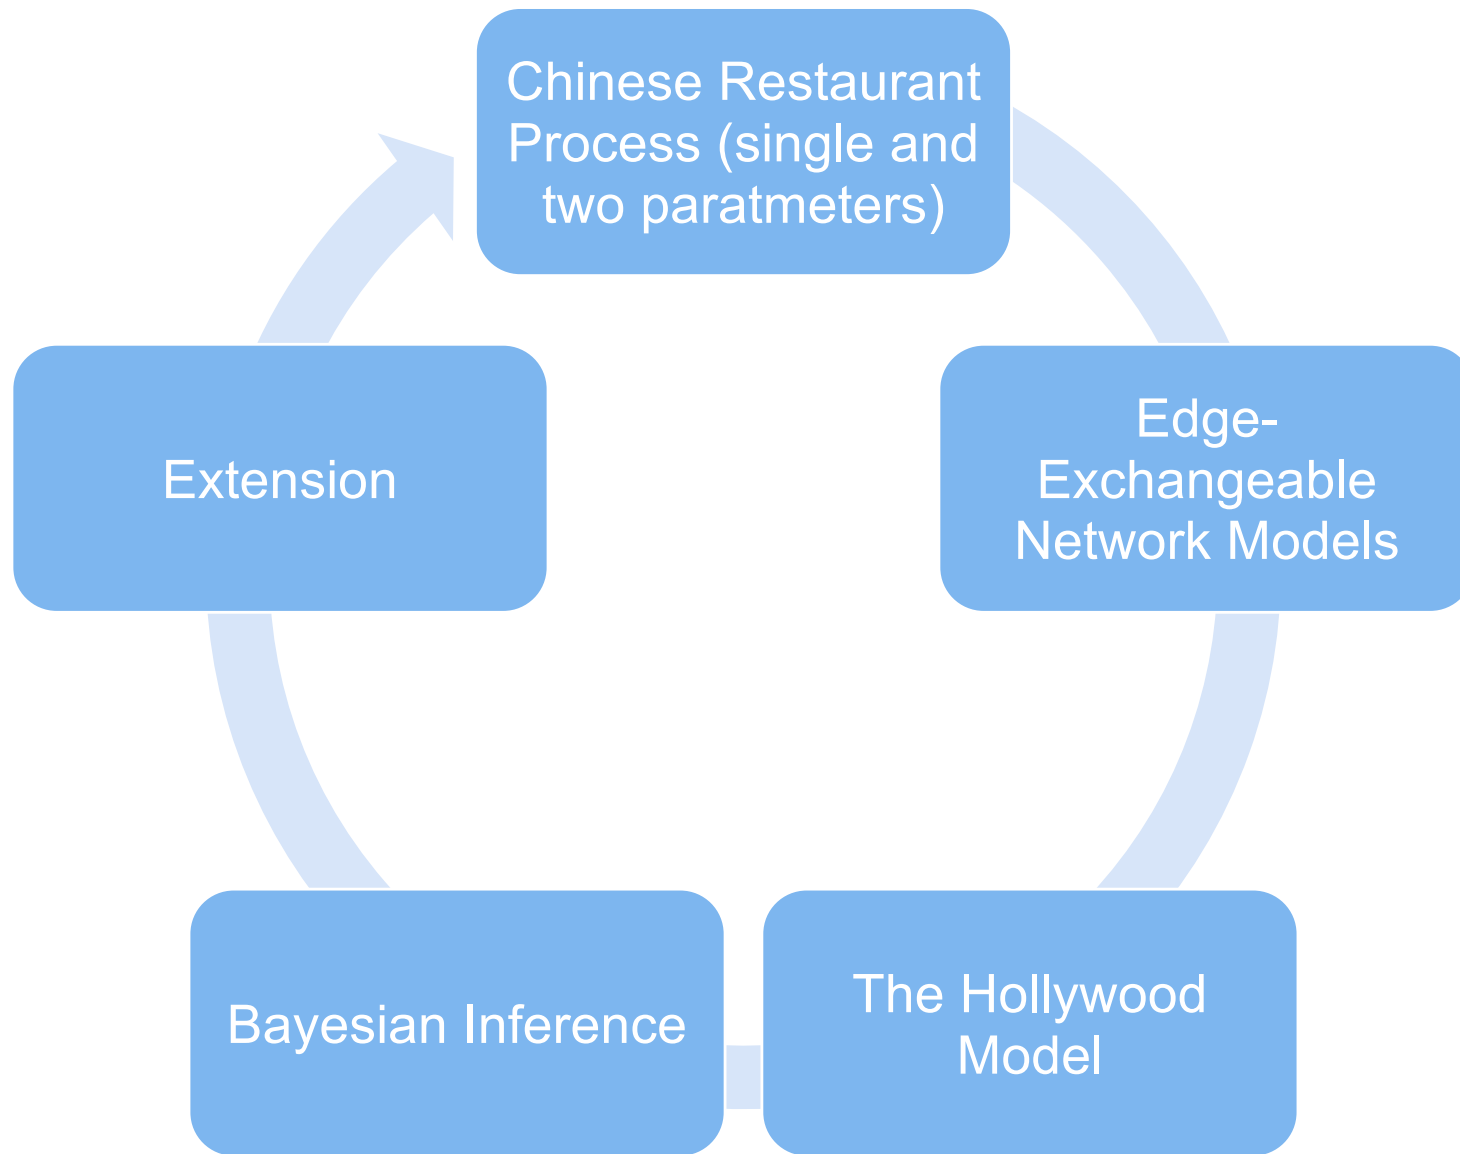 Chinese Restaurant
Process (single and
two paratmeters)
Edge-
Exchangeable
Network Models
The Hollywood
Model
Bayesian Inference
Extension